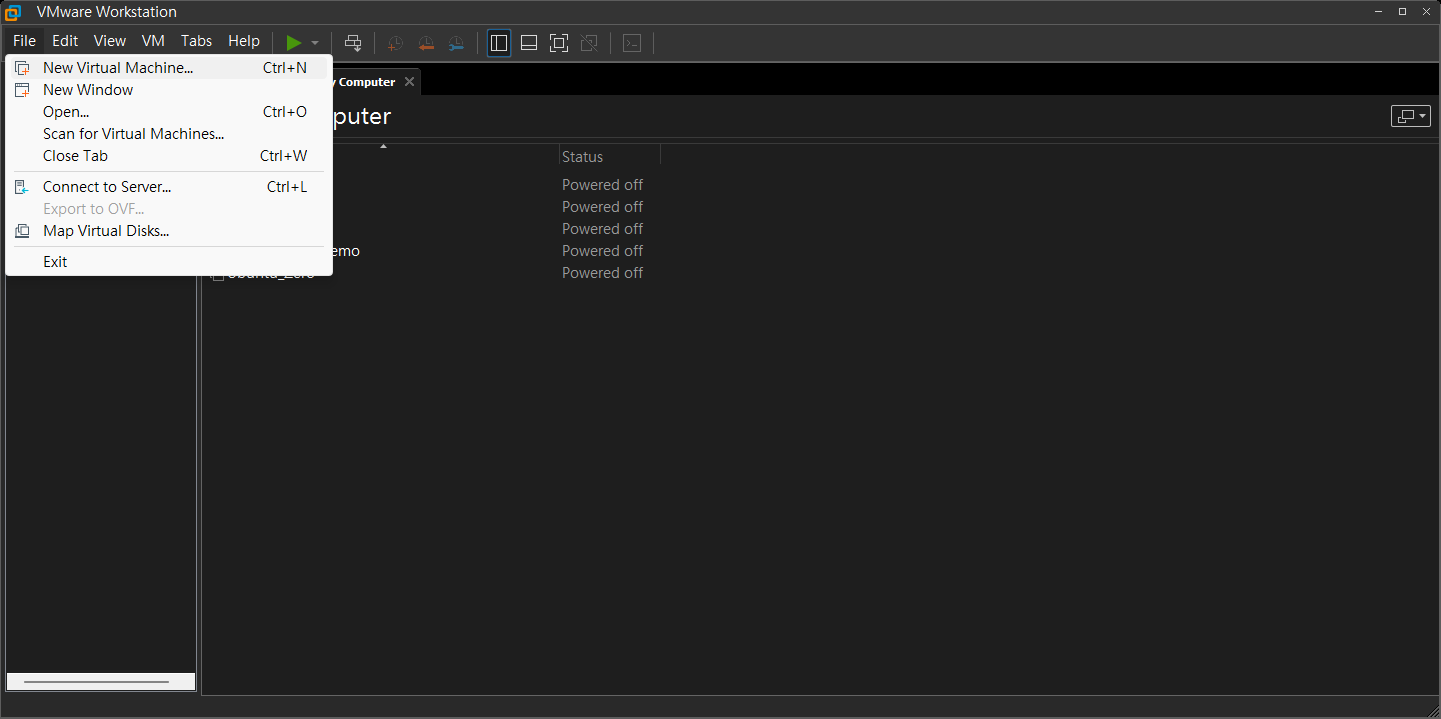 VMware Workstation
File Edit View VM Tabs Help
New Virtual Machine... Ctrl+N
New Window
Open... Ctrl+O
Scan for Virtual Machines...
Close Tab Ctrl+W
Connect to Server... Ctrl+L
Export to OVF...
Map Virtual Disks...
Exit
y Computer
puter
Status
Powered off
Powered off
Powered off
emo Powered off
Ubuntu_Zero Powered off